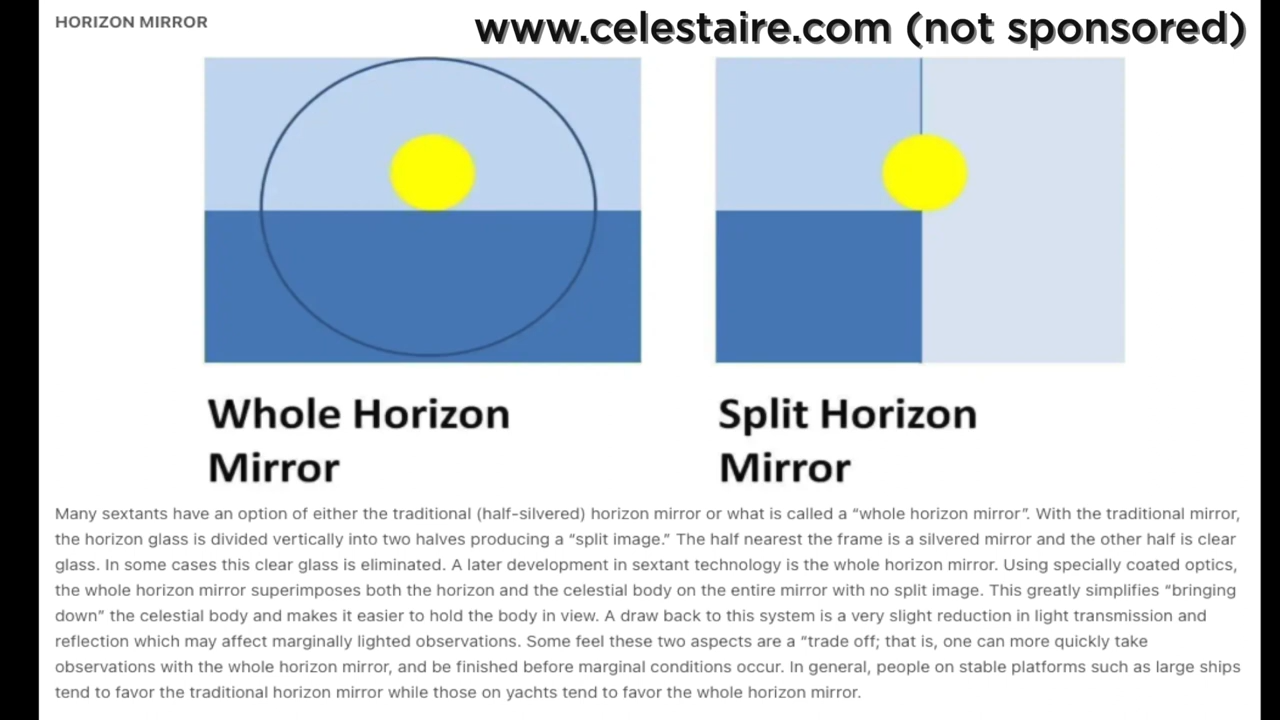 HORIZON MIRROR
www.celestaire.com (not sponsored)
Whole Horizon
Mirror
Split Horizon
Mirror
Many sextants have an option of either the traditional (half-silvered) horizon mirror or what is called a “whole horizon mirror”. With the traditional mirror,
the horizon glass is divided vertically into two halves producing a “split image.” The half nearest the frame is a silvered mirror and the other half is clear
glass. In some cases this clear glass is eliminated. A later development in sextant technology is the whole horizon mirror. Using specially coated optics,
the whole horizon mirror superimposes both the horizon and the celestial body on the entire mirror with no split image. This greatly simplifies “bringing
down” the celestial body and makes it easier to hold the body in view. A draw back to this system is a very slight reduction in light transmission and
reflection which may affect marginally lighted observations. Some feel these two aspects are a “trade off; that is, one can more quickly take
observations with the whole horizon mirror, and be finished before marginal conditions occur. In general, people on stable platforms such as large ships
tend to favor the traditional horizon mirror while those on yachts tend to favor the whole horizon mirror.